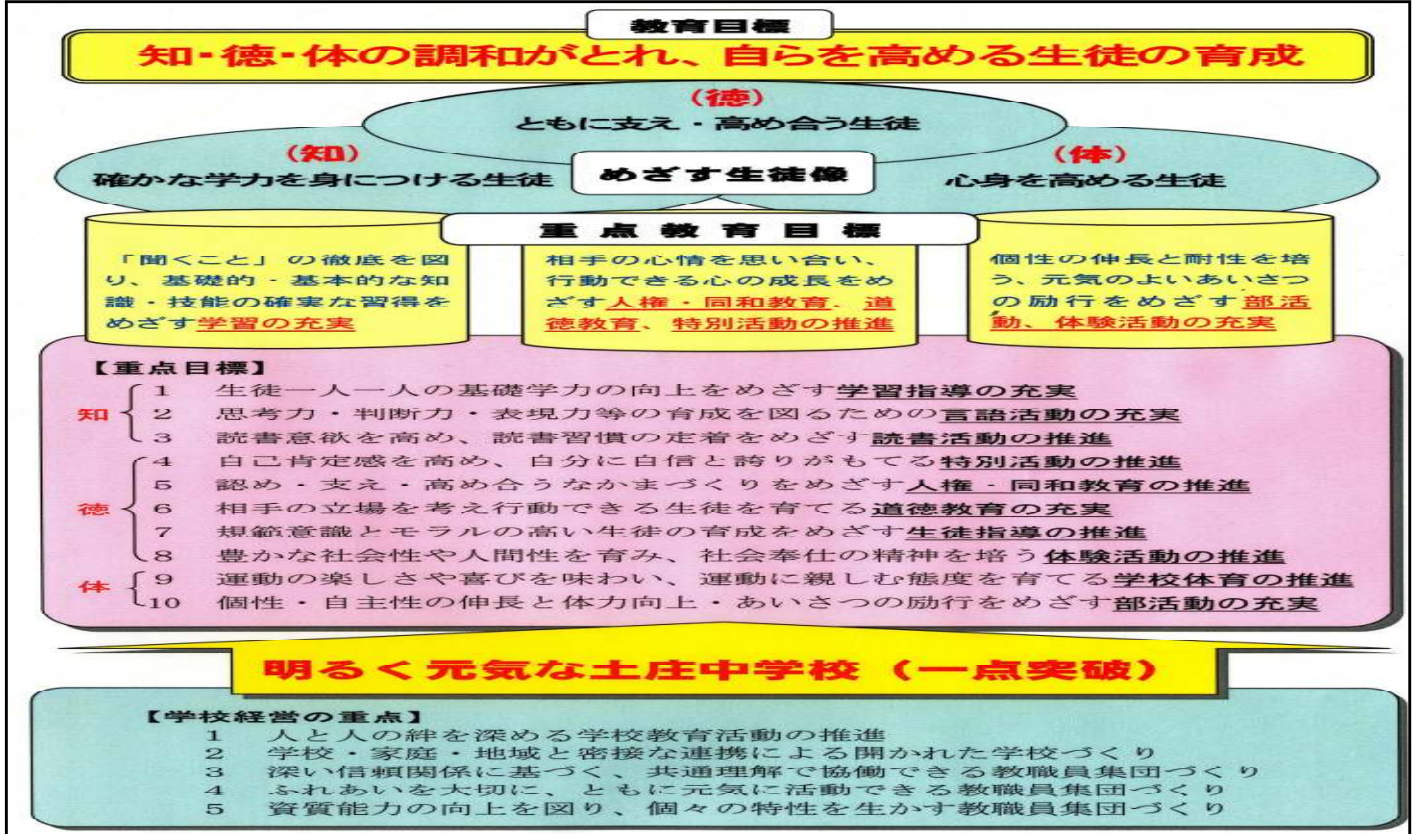 教育目標
知・徳・体の調和がとれ、自らを高める生徒の育成
(徳)
ともに支え・高め合う生徒
(知)
確かな学力を身につける生徒
めざす生徒像
(体)
心身を高める生徒
重点教育目標
「聞くこと」の徹底を図
り、基礎的・基本的な知
識・技能の確実な習得を
めざす学習の充実
相手の心情を思い合い、
行動できる心の成長をめ
ざす人権・同和教育、道
徳教育、特別活動の推進
個性の伸長と耐性を培
う、元気のよいあいさつ
の励行をめざす部活
動、体験活動の充実
【重点目標】
知
1 生徒一人一人の基礎学力の向上をめざす学習指導の充実
2 思考力・判断力・表現力等の育成を図るための言語活動の充実
3 読書意欲を高め、読書習慣の定着をめざす読書活動の推進
徳
4 自己肯定感を高め、自分に自信と誇りがもてる特別活動の推進
5 認め・支え・高め合うなかまづくりをめざす人権・同和教育の推進
6 相手の立場を考え行動できる生徒を育てる道徳教育の充実
7 規範意識とモラルの高い生徒の育成をめざす生徒指導の推進
8 豊かな社会性や人間性を育み、社会奉仕の精神を培う体験活動の推進
体
9 運動の楽しさや喜びを味わい、運動に親しむ態度を育てる学校体育の推進
10 個性・自主性の伸長と体力向上・あいさつの励行をめざす部活動の充実
明るく元気な土庄中学校(一点突破)
【学校経営の重点】
1 人と人の絆を深める学校教育活動の推進
2 学校・家庭・地域と密接な連携による開かれた学校づくり
3 深い信頼関係に基づく、共通理解で協働できる教職員集団づくり
4 ふれあいを大切に、ともに元気に活動できる教職員集団づくり
5 資質能力の向上を図り、個々の特性を生かす教職員集団づくり